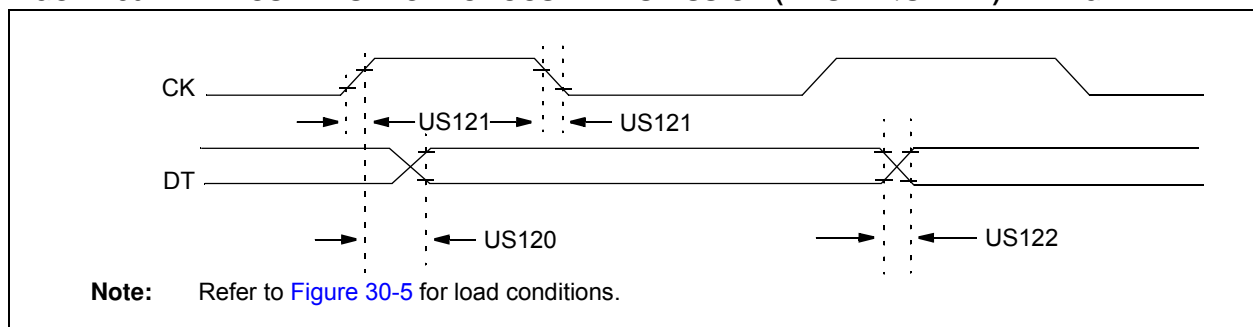 CK
US121
US121
DT
US120
US122
Note: Refer to Figure 30-5 for load conditions.